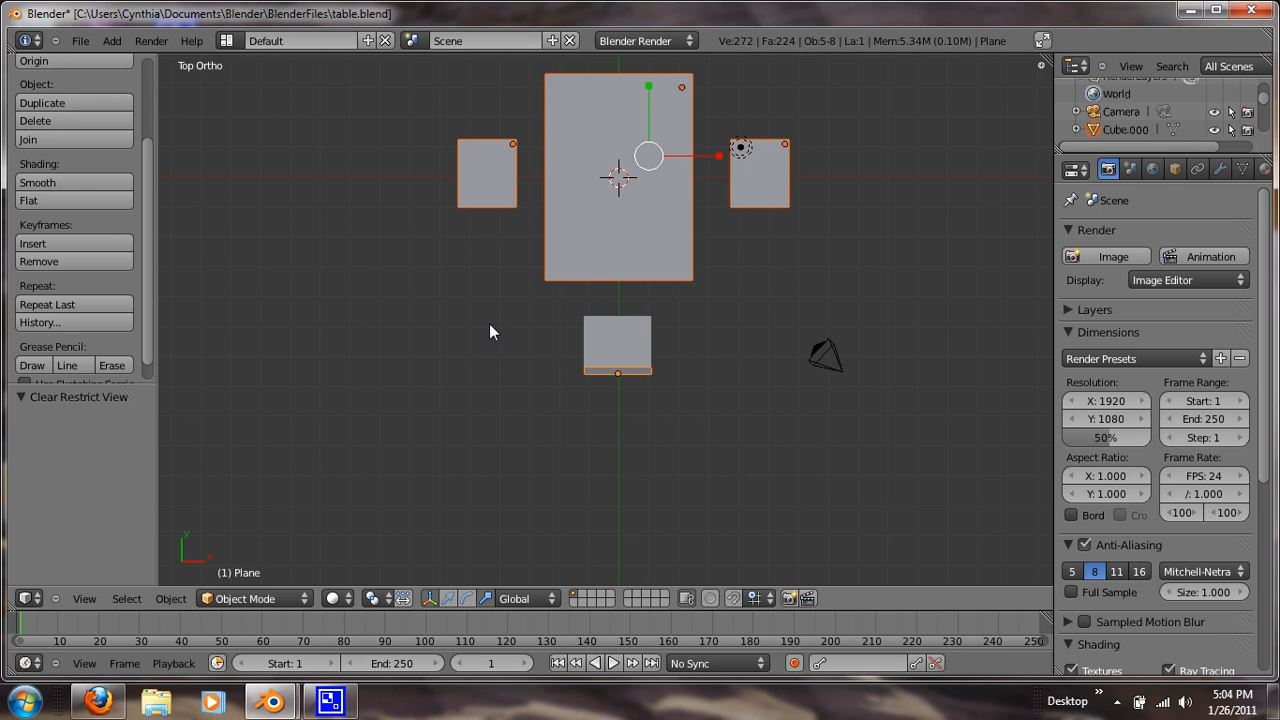 Blender* [C:\Users\Cynthia\Documents\Blender\BlenderFiles\table.blend]
File Add Render Help Default Scene Blender Render Ve:272 | Fa:224 | Ob:5-8 | La:1 | Mem:5.34M (0.10M) | Plane
View Search All Scenes
Origin
Object:
Duplicate
Delete
Join
Shading:
Smooth
Flat
Keyframes:
Insert
Remove
Repeat:
Repeat Last
History...
Grease Pencil:
Draw Line Erase
Clear Restrict View
Top Ortho
y
x
(1) Plane
World
Camera
Cube.000
Scene
Render
Image Animation
Display: Image Editor
Layers
Dimensions
Render Presets
Resolution: Frame Range:
X: 1920 Start: 1
Y: 1080 End: 250
50% Step: 1
Aspect Ratio: Frame Rate:
X: 1.000 FPS: 24
Y: 1.000 /: 1.000
Bord Cro 100 100
Anti-Aliasing
5 8 11 16 Mitchell-Netra
Full Sample Size: 1.000
Sampled Motion Blur
Shading
Textures Ray Tracing
View Select Object Object Mode Global
10 20 30 40 50 60 70 80 90 100 110 120 130 140 150 160 170 180 190 200 210 220 230 240 250
View Frame Playback Start: 1 End: 250 1 No Sync
Desktop
5:04 PM
1/26/2011